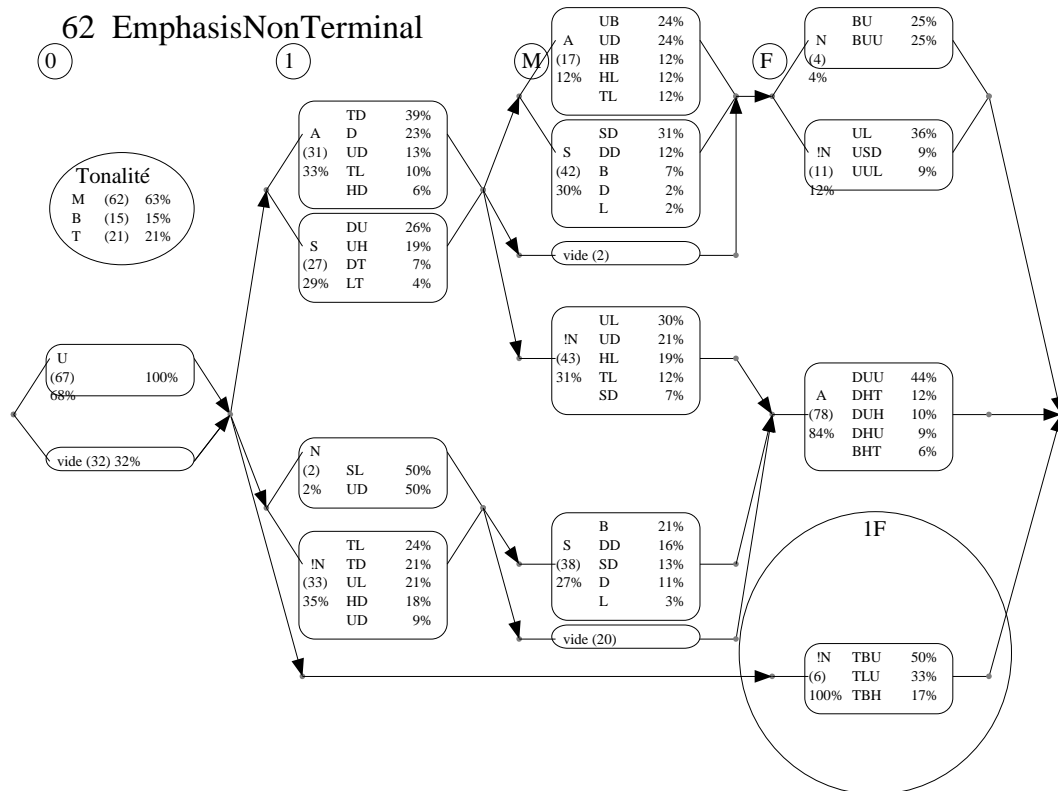 62 EmphasisNonTerminal
0
1
M
F
Tonalité
M (62) 63%
B (15) 15%
T (21) 21%
U
(67) 100%
68%
vide (32) 32%
TD 39%
A D 23%
(31) UD 13%
33% TL 10%
HD 6%
DU 26%
S UH 19%
(27) DT 7%
29% LT 4%
N
(2) SL 50%
2% UD 50%
TL 24%
!N TD 21%
(33) UL 21%
35% HD 18%
UD 9%
UB 24%
A UD 24%
(17) HB 12%
12% HL 12%
TL 12%
SD 31%
S DD 12%
(42) B 7%
30% D 2%
L 2%
vide (2)
UL 30%
!N UD 21%
(43) HL 19%
31% TL 12%
SD 7%
B 21%
S DD 16%
(38) SD 13%
27% D 11%
L 3%
vide (20)
BU 25%
N BUU 25%
(4)
4%
UL 36%
!N USD 9%
(11) UUL 9%
12%
DUU 44%
A DHT 12%
(78) DUH 10%
84% DHU 9%
BHT 6%
1F
!N TBU 50%
(6) TLU 33%
100% TBH 17%